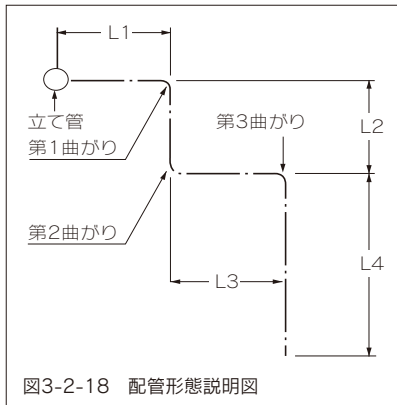 L1
立て管
第1曲がり
第3曲がり
L2
第2曲がり
L3
L4
図3-2-18 配管形態説明図